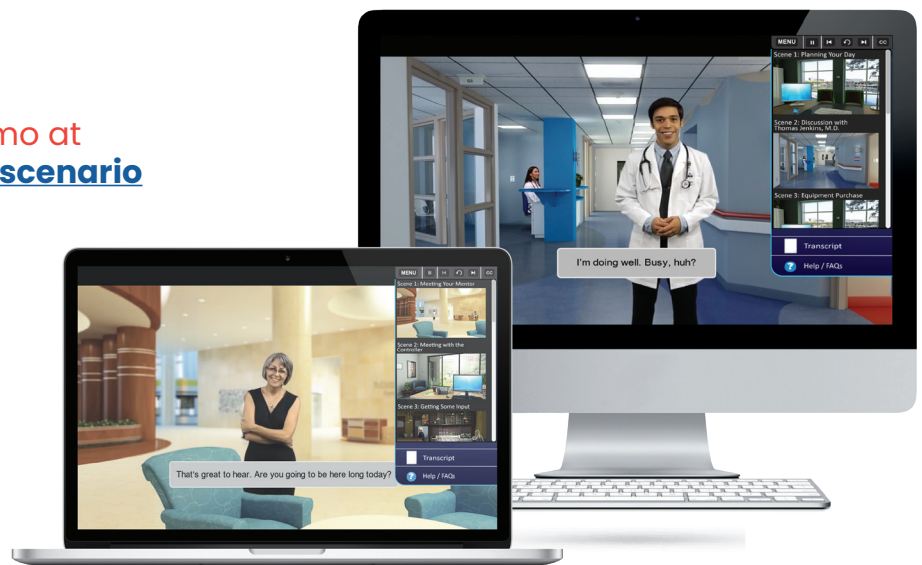 mo at
scenario
MENU
CC
Scene 1: Planning Your Day
Scene 2: Discussion with
Thomas Jenkins, M.D.
Scene 3: Equipment Purchase
Transcript
? Help / FAQs
I'm doing well. Busy, huh?
MENU
CC
Scene 1: Meeting Your Mentor
Scene 2: Meeting with the
Controller
Scene 3: Getting Some Input
Transcript
? Help / FAQs
That's great to hear. Are you going to be here long today?